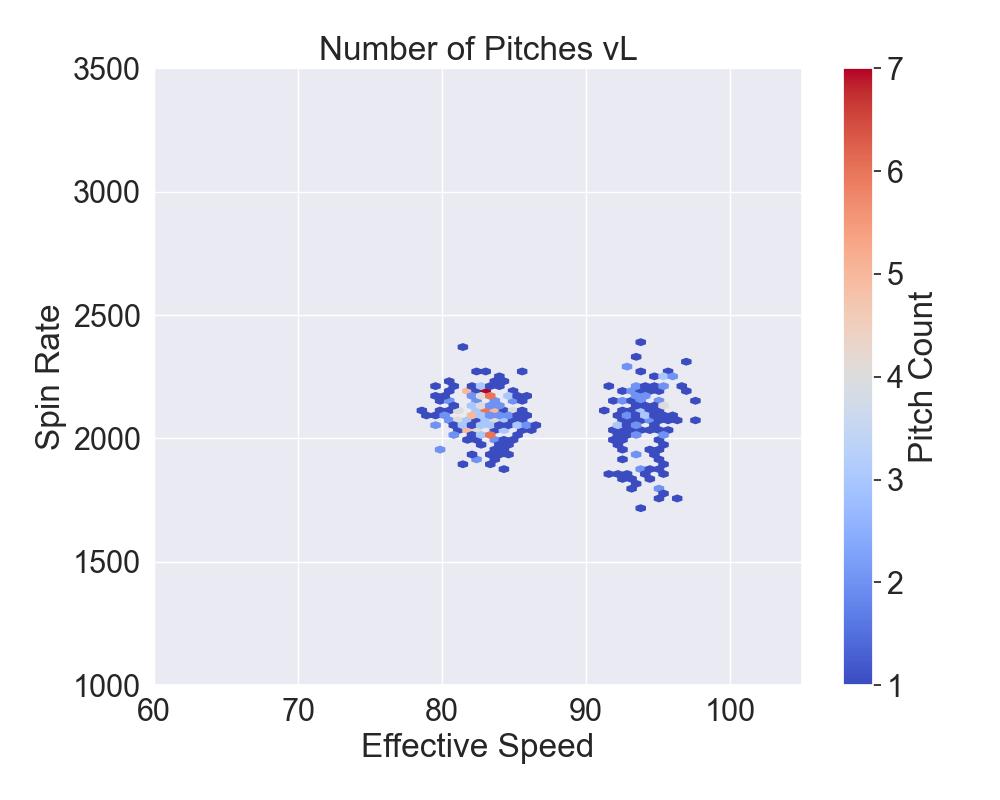 Number of Pitches vL
3500
3000
2500
2000
1500
1000
Spin Rate
60 70 80 90 100
Effective Speed
7
6
5
4
3
2
1
Pitch Count